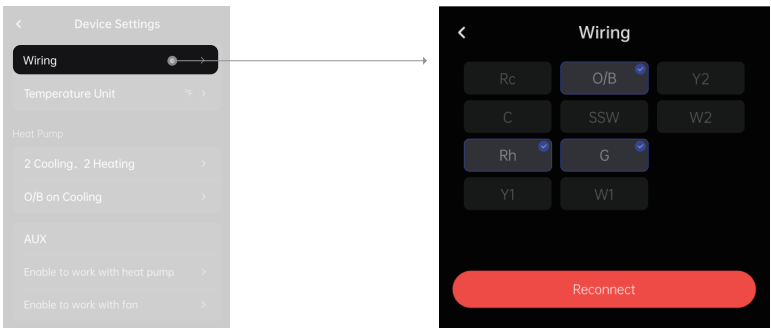 Device Settings
Wiring
Temperature Unit °F
Heat Pump
2 Cooling、2 Heating
O/B on Cooling
AUX
Enable to work with heat pump
Enable to work with fan
Wiring
Rc O/B Y2
C SSW W2
Rh G
Y1 W1
Reconnect